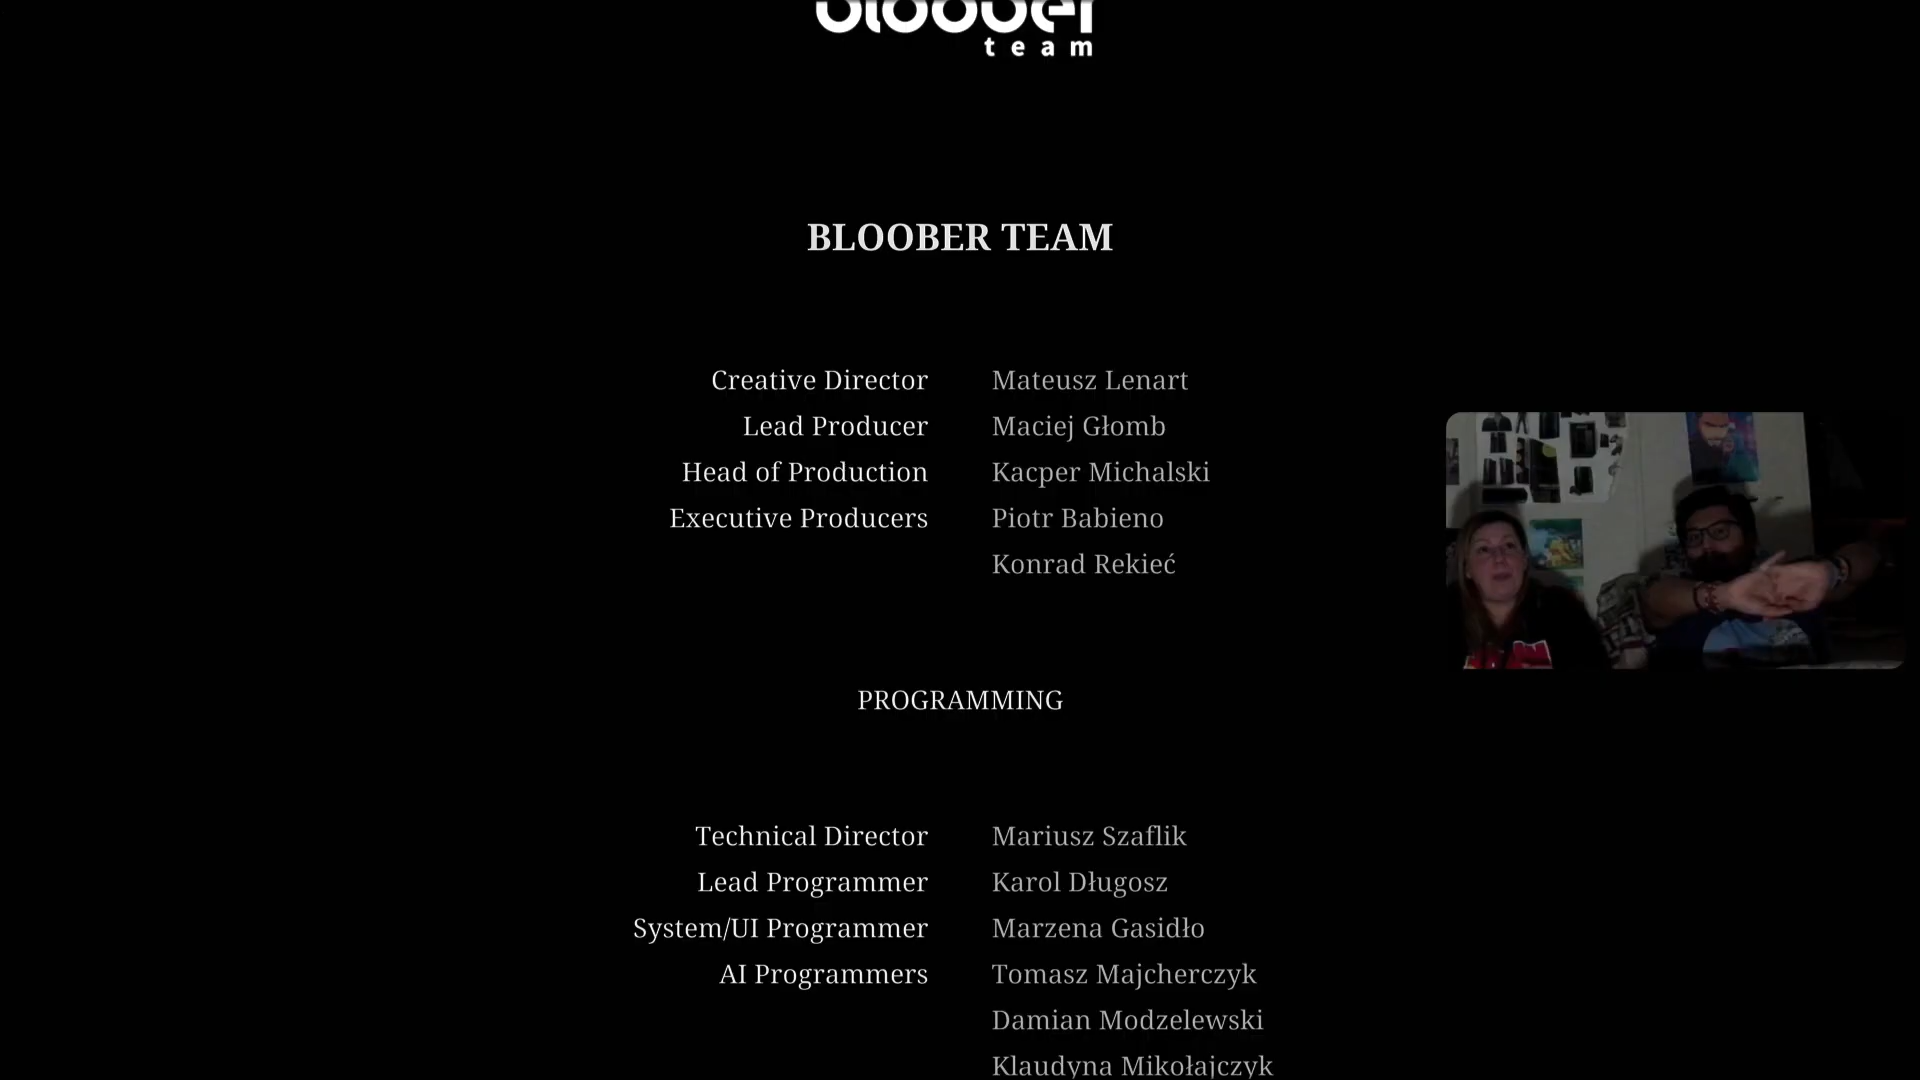 bloober
team
BLOOBER TEAM
Creative Director Mateusz Lenart
Lead Producer Maciej Głomb
Head of Production Kacper Michalski
Executive Producers Piotr Babieno
Konrad Rekieć
PROGRAMMING
Technical Director Mariusz Szaflik
Lead Programmer Karol Długosz
System/UI Programmer Marzena Gasidło
AI Programmers Tomasz Majcherczyk
Damian Modzelewski
Klaudyna Mikołajczyk